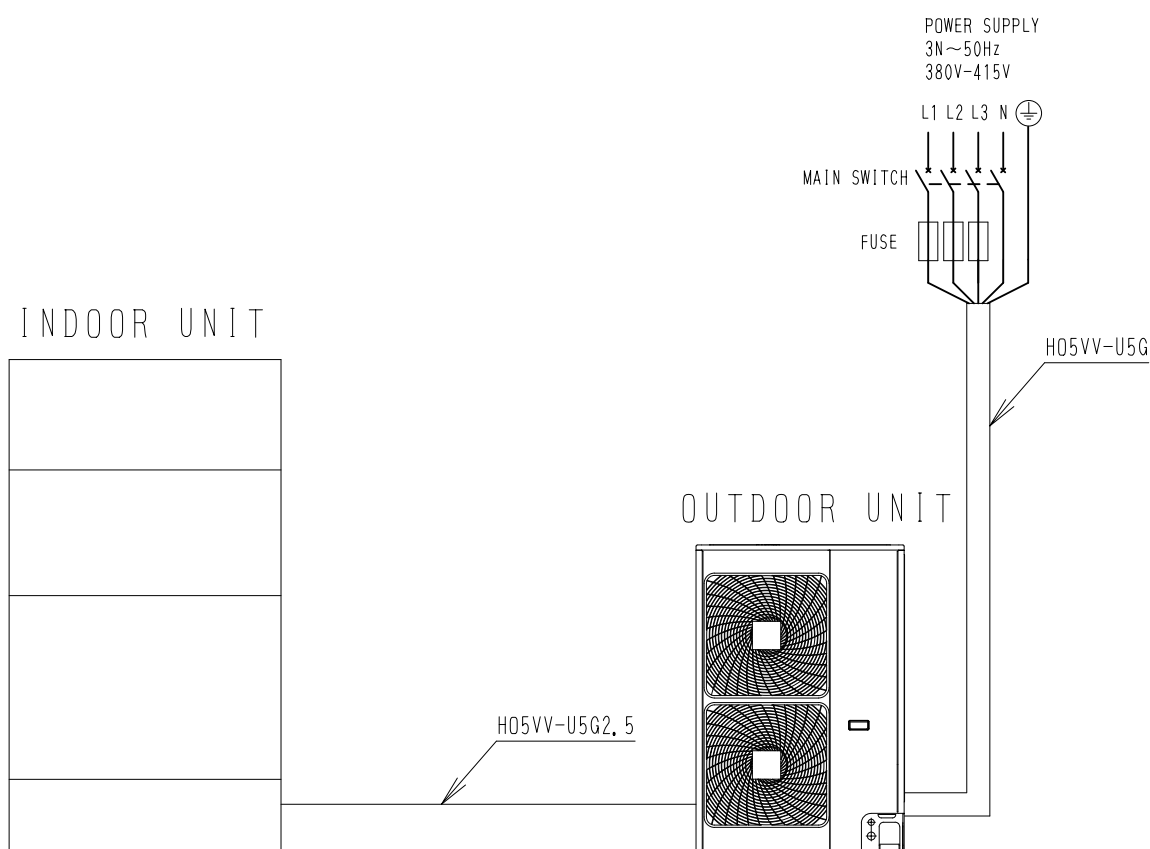 POWER SUPPLY
3N~50Hz
380V-415V
L1 L2 L3 N
MAIN SWITCH
FUSE
INDOOR UNIT
H05VV-U5G
OUTDOOR UNIT
H05VV-U5G2.5